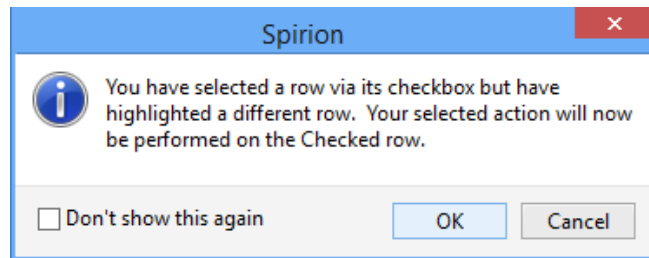 Spirion
You have selected a row via its checkbox but have
highlighted a different row.  Your selected action will now
be performed on the Checked row.
Don't show this again
OK
Cancel